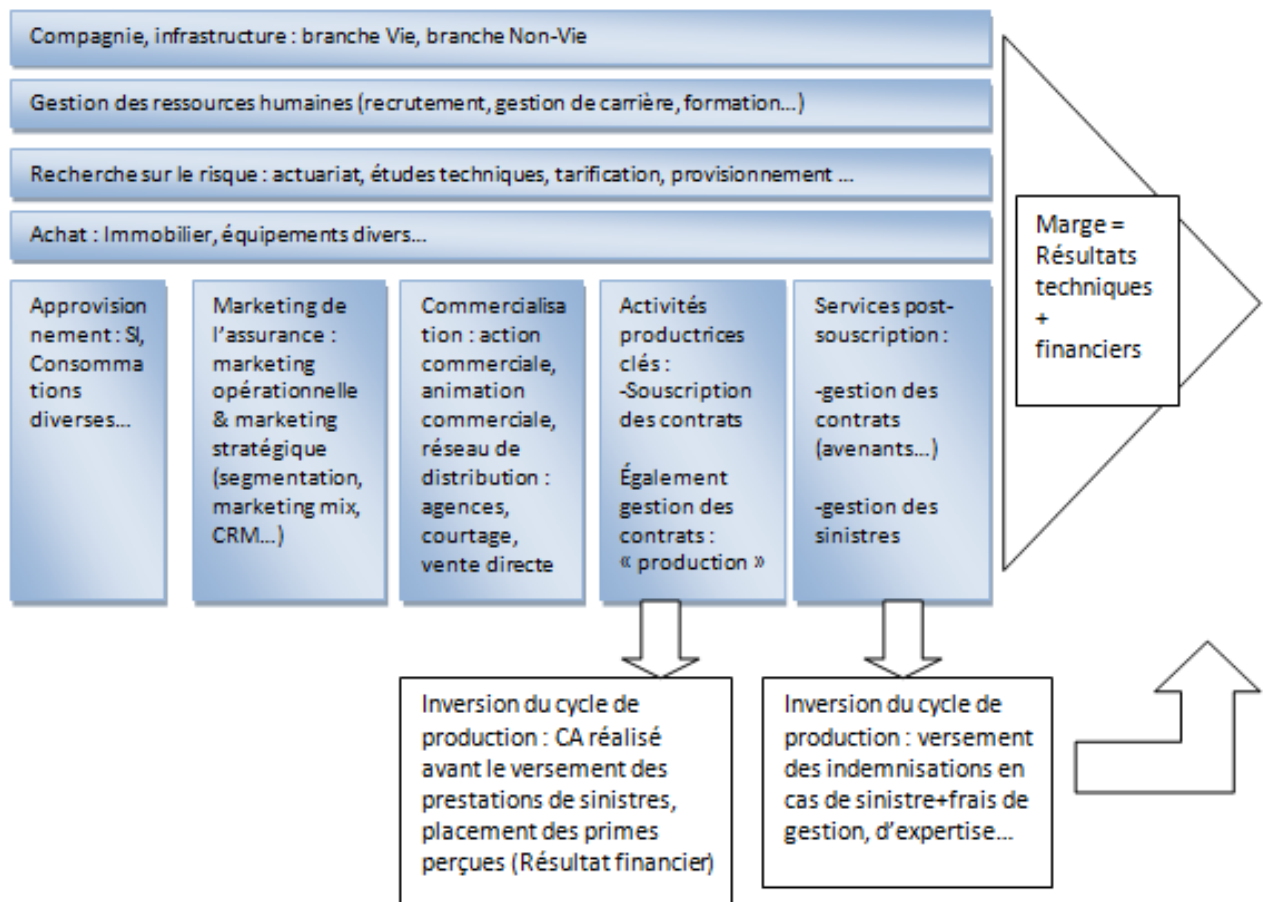 Compagnie, infrastructure : branche Vie, branche Non-Vie
Gestion des ressources humaines (recrutement, gestion de carrière, formation...)
Recherche sur le risque : actuariat, études techniques, tarification, provisionnement ...
Achat : Immobilier, équipements divers...
Marge =
Résultats
techniques
+
financiers
Approvision
nement : SI,
Consomma
tions
diverses...
Marketing de
l'assurance :
marketing
opérationnelle
& marketing
stratégique
(segmentation,
marketing mix,
CRM...)
Commercialisa
tion : action
commerciale,
animation
commerciale,
réseau de
distribution :
agences,
courtage,
vente directe
Activités
productrices
clés :
-Souscription
des contrats
Également
gestion des
contrats :
« production »
Services post-
souscription :
-gestion des
contrats
(avenants...)
-gestion des
sinistres
Inversion du cycle de
production : CA réalisé
avant le versement des
prestations de sinistres,
placement des primes
perçues (Résultat financier)
Inversion du cycle de
production : versement
des indemnisations en
cas de sinistre+frais de
gestion, d'expertise...